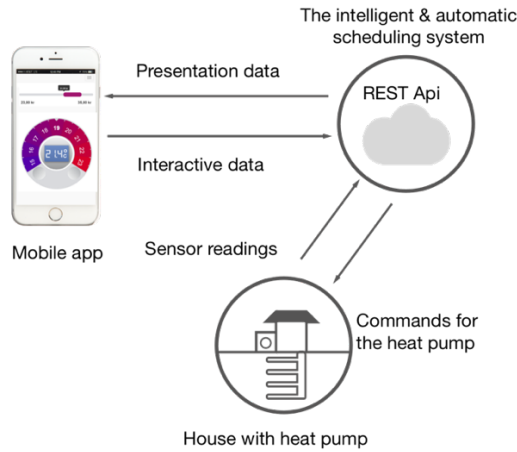 The intelligent & automatic
scheduling system
Presentation data
REST Api
Interactive data
Mobile app
Sensor readings
Commands for
the heat pump
House with heat pump